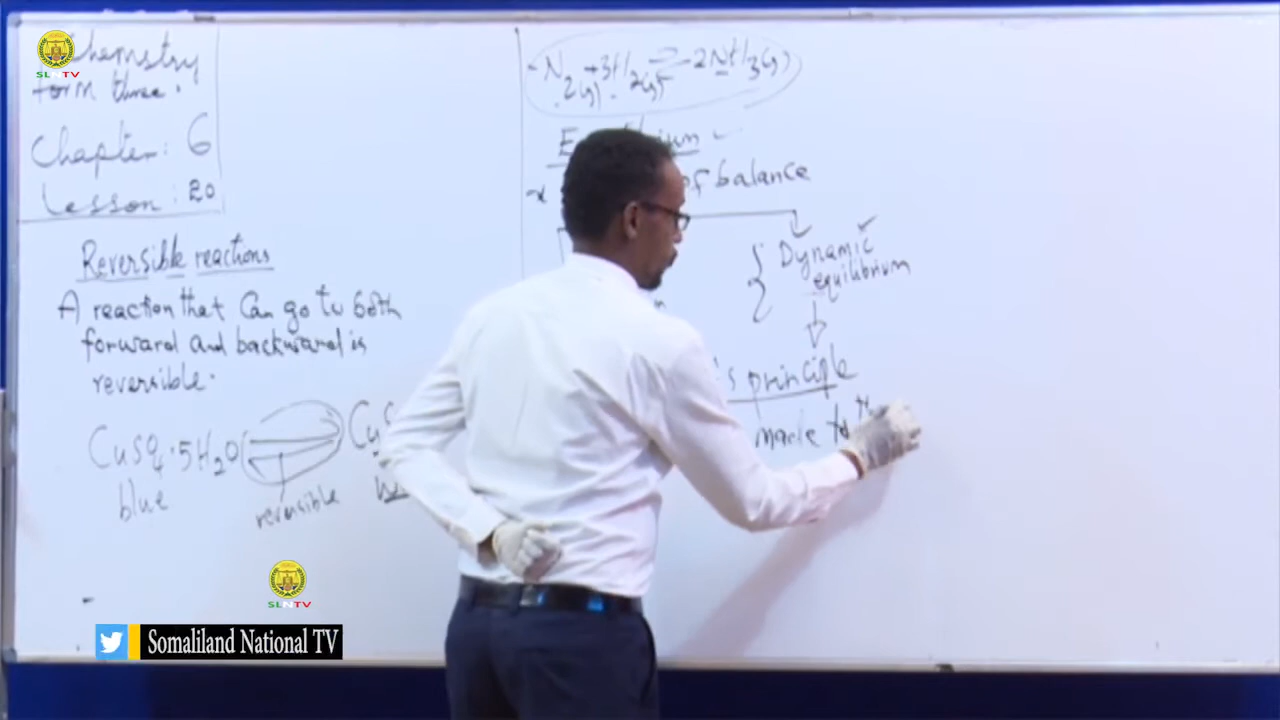 Chemistry
form three.
Chapter: 6
Lesson: 20
Reversible reactions
A reaction that can go to both
forward and backward is
reversible.
CuSO4.5H2O
blue
reversible
- N2(g) + 3H2(g) ⇌ 2NH3(g)
of balance
Dynamic
equilibrium
's principle
made to
SLNTV
SLNTV
Somaliland National TV